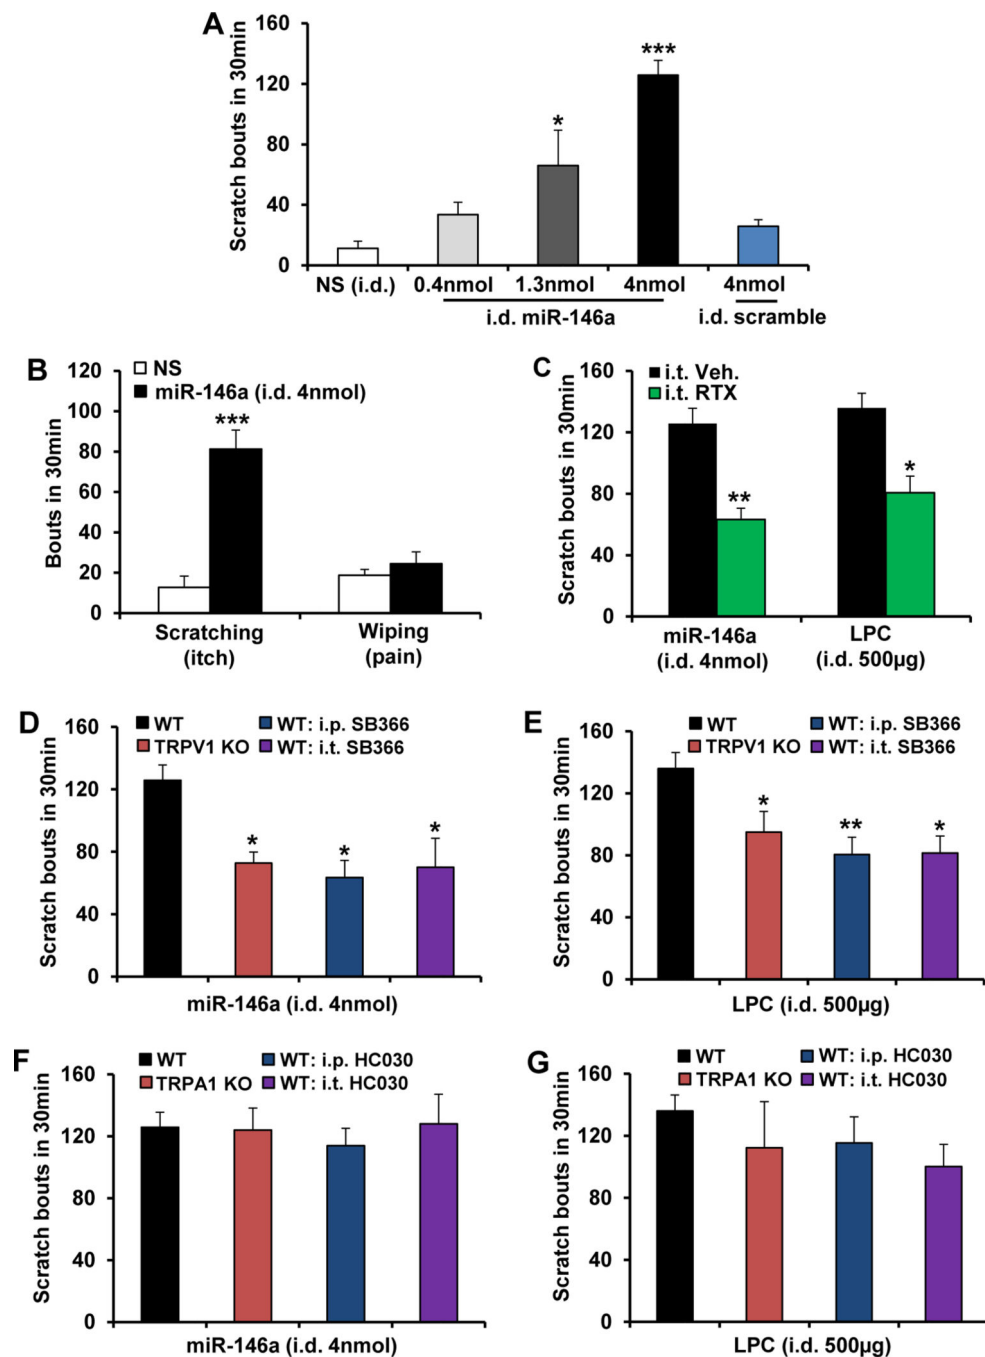 A
Scratch bouts in 30min
160
120
80
40
0
*
***
NS (i.d.) 0.4nmol 1.3nmol 4nmol 4nmol
i.d. miR-146a i.d. scramble
B
NS
miR-146a (i.d. 4nmol)
Bouts in 30min
120
100
80
60
40
20
0
***
Scratching Wiping
(itch) (pain)
C
i.t. Veh.
i.t. RTX
Scratch bouts in 30min
160
120
80
40
0
**
*
miR-146a LPC
(i.d. 4nmol) (i.d. 500µg)
D
WT WT: i.p. SB366
TRPV1 KO WT: i.t. SB366
Scratch bouts in 30min
160
120
80
40
0
* * *
miR-146a (i.d. 4nmol)
E
WT WT: i.p. SB366
TRPV1 KO WT: i.t. SB366
Scratch bouts in 30min
160
120
80
40
0
* ** *
LPC (i.d. 500µg)
F
WT WT: i.p. HC030
TRPA1 KO WT: i.t. HC030
Scratch bouts in 30min
160
120
80
40
0
miR-146a (i.d. 4nmol)
G
WT WT: i.p. HC030
TRPA1 KO WT: i.t. HC030
Scratch bouts in 30min
160
120
80
40
0
LPC (i.d. 500µg)